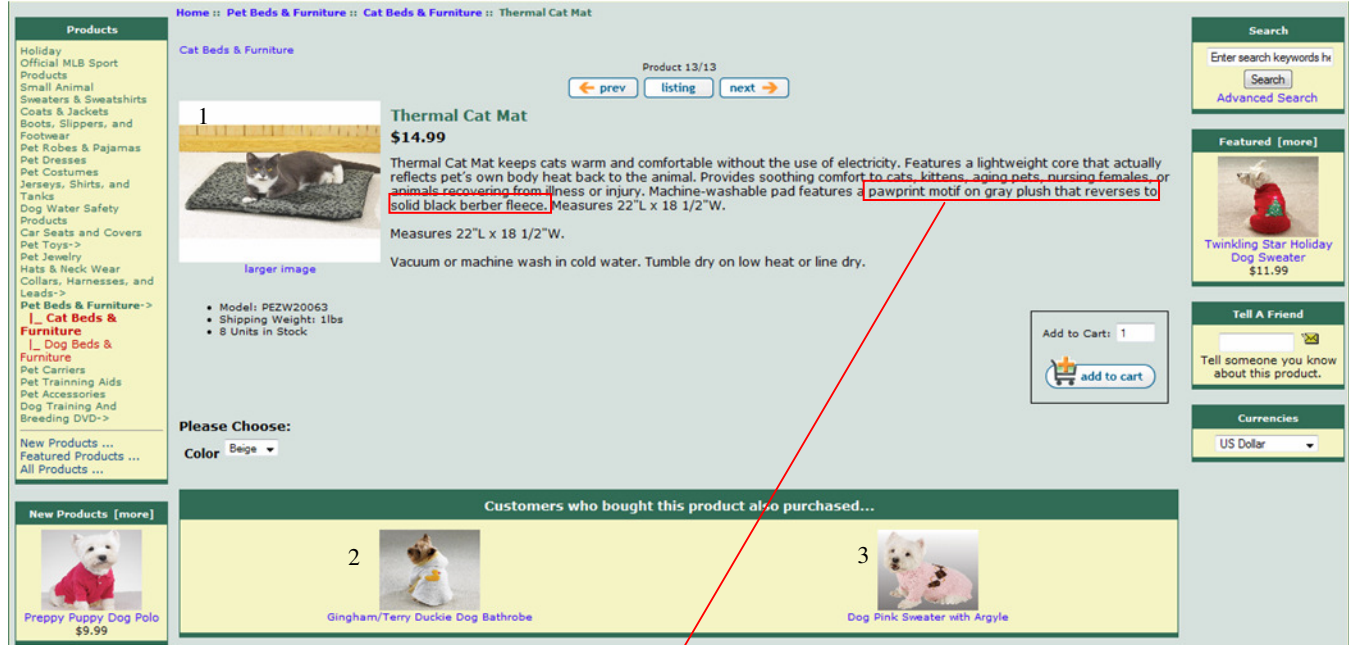 Home :: Pet Beds & Furniture :: Cat Beds & Furniture :: Thermal Cat Mat
Products
Holiday
Official MLB Sport
Products
Small Animal
Sweaters & Sweatshirts
Coats & Jackets
Boots, Slippers, and
Footwear
Pet Robes & Pajamas
Pet Dresses
Pet Costumes
Jerseys, Shirts, and
Tanks
Dog Water Safety
Products
Car Seats and Covers
Pet Toys->
Pet Jewelry
Hats & Neck Wear
Collars, Harnesses, and
Leads->
Pet Beds & Furniture->
|_ Cat Beds &
Furniture
|_ Dog Beds &
Furniture
Pet Carriers
Pet Trainning Aids
Pet Accessories
Dog Training And
Breeding DVD->
New Products ...
Featured Products ...
All Products ...
New Products [more]
Preppy Puppy Dog Polo
$9.99
Cat Beds & Furniture
Product 13/13
prev
listing
next
1
larger image
Thermal Cat Mat
$14.99
Thermal Cat Mat keeps cats warm and comfortable without the use of electricity. Features a lightweight core that actually
reflects pet's own body heat back to the animal. Provides soothing comfort to cats, kittens, aging pets, nursing females, or
animals recovering from illness or injury. Machine-washable pad features a pawprint motif on gray plush that reverses to
solid black berber fleece. Measures 22"L x 18 1/2"W.
Measures 22"L x 18 1/2"W.
Vacuum or machine wash in cold water. Tumble dry on low heat or line dry.
• Model: PEZW20063
• Shipping Weight: 1lbs
• 8 Units in Stock
Add to Cart: 1
add to cart
Please Choose:
Color Beige
Customers who bought this product also purchased...
2
Gingham/Terry Duckie Dog Bathrobe
3
Dog Pink Sweater with Argyle
Search
Enter search keywords he
Search
Advanced Search
Featured [more]
Twinkling Star Holiday
Dog Sweater
$11.99
Tell A Friend
Tell someone you know
about this product.
Currencies
US Dollar